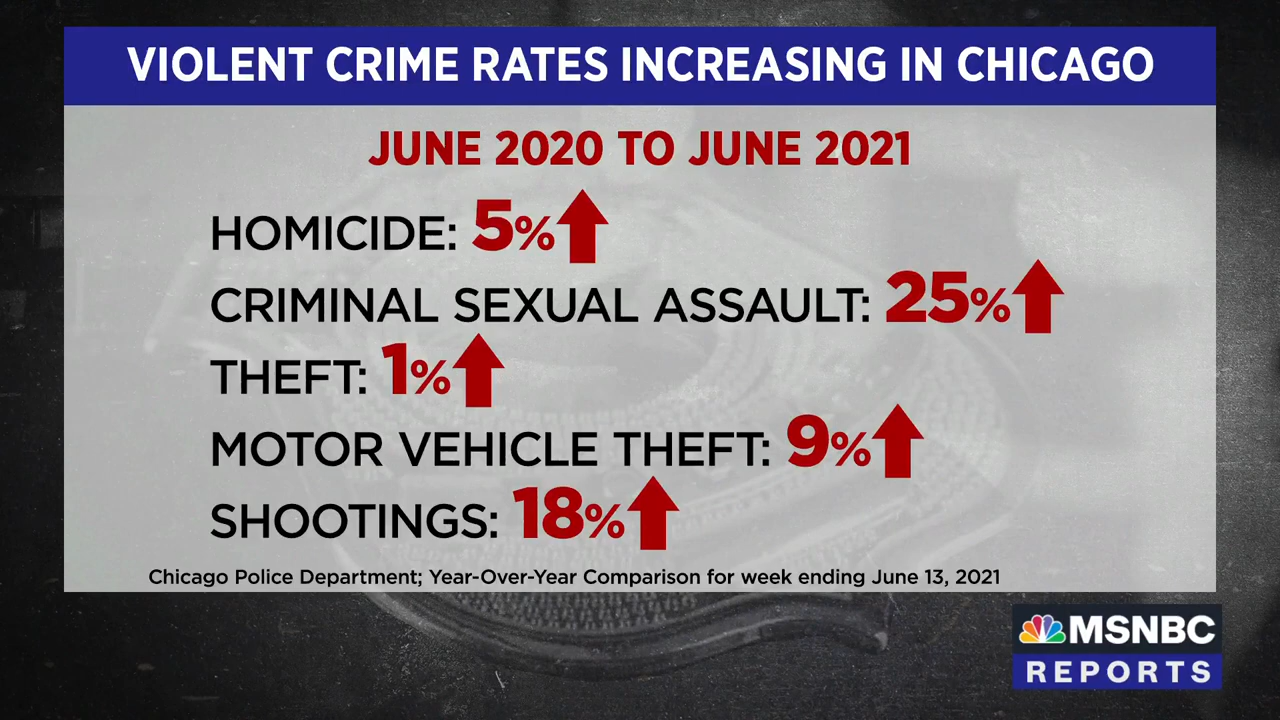 VIOLENT CRIME RATES INCREASING IN CHICAGO
JUNE 2020 TO JUNE 2021
HOMICIDE: 5%
CRIMINAL SEXUAL ASSAULT: 25%
THEFT: 1%
MOTOR VEHICLE THEFT: 9%
SHOOTINGS: 18%
Chicago Police Department; Year-Over-Year Comparison for week ending June 13, 2021
MSNBC
REPORTS